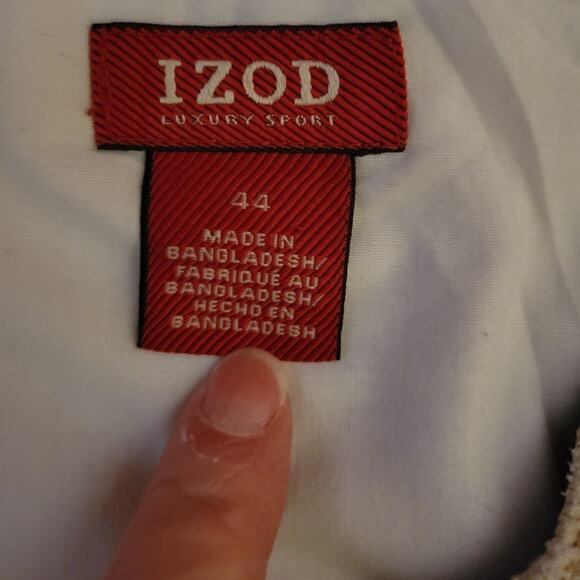 IZOD
LUXURY SPORT
44
MADE IN
BANGLADESH/
FABRIQUÉ AU
BANGLADESH/
HECHO EN
BANGLADESH